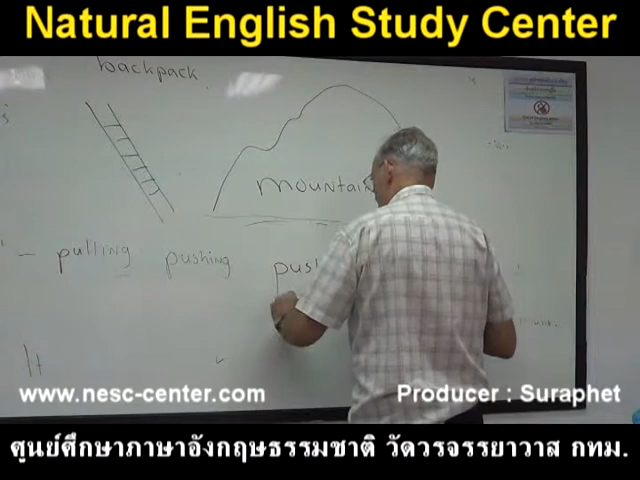 Natural English Study Center
backpack
mountain
- pulling pushing pus
It
www.nesc-center.com Producer : Suraphet
ศูนย์ศึกษาภาษาอังกฤษธรรมชาติ วัดวรจรรยาวาส กทม.